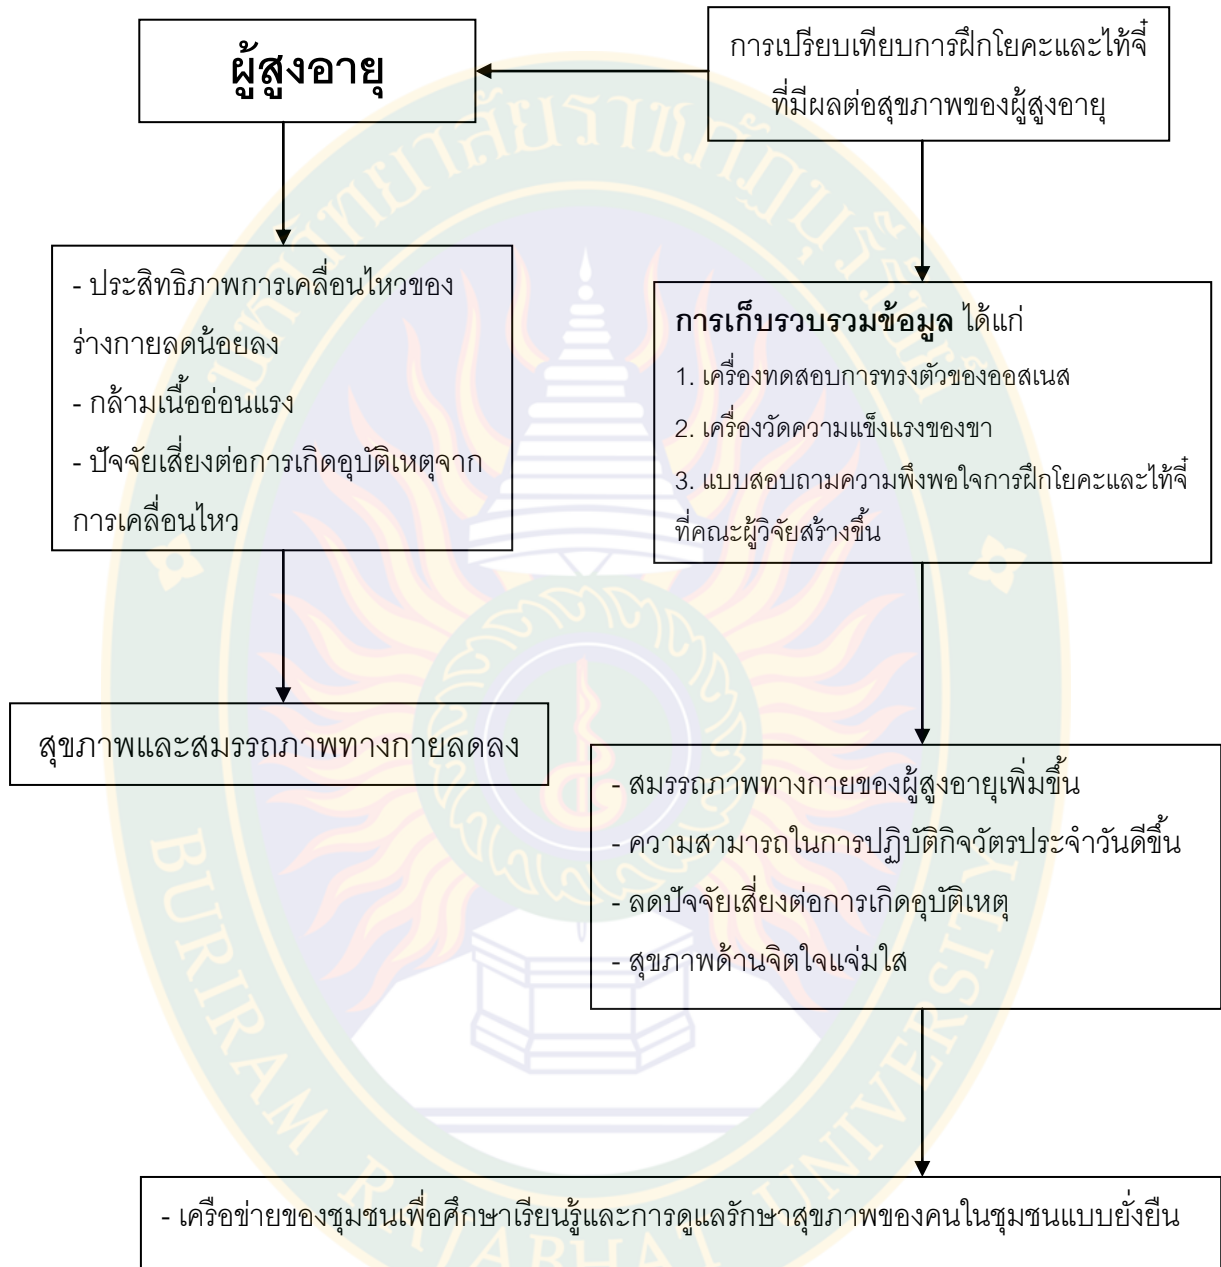 ผู้สูงอายุ
การเปรียบเทียบการฝึกโยคะและไท้จี๋
ที่มีผลต่อสุขภาพของผู้สูงอายุ
- ประสิทธิภาพการเคลื่อนไหวของ
ร่างกายลดน้อยลง
- กล้ามเนื้ออ่อนแรง
- ปัจจัยเสี่ยงต่อการเกิดอุบัติเหตุจาก
การเคลื่อนไหว
การเก็บรวบรวมข้อมูล ได้แก่
1. เครื่องทดสอบการทรงตัวของออสเนส
2. เครื่องวัดความแข็งแรงของขา
3. แบบสอบถามความพึงพอใจการฝึกโยคะและไท้จี๋
ที่คณะผู้วิจัยสร้างขึ้น
สุขภาพและสมรรถภาพทางกายลดลง
- สมรรถภาพทางกายของผู้สูงอายุเพิ่มขึ้น
- ความสามารถในการปฏิบัติกิจวัตรประจำวันดีขึ้น
- ลดปัจจัยเสี่ยงต่อการเกิดอุบัติเหตุ
- สุขภาพด้านจิตใจแจ่มใส
- เครือข่ายของชุมชนเพื่อศึกษาเรียนรู้และการดูแลรักษาสุขภาพของคนในชุมชนแบบยั่งยืน
มหาวิทยาลัยราชภัฏบุรีรัมย์
BURIRAM RAJABHAT UNIVERSITY